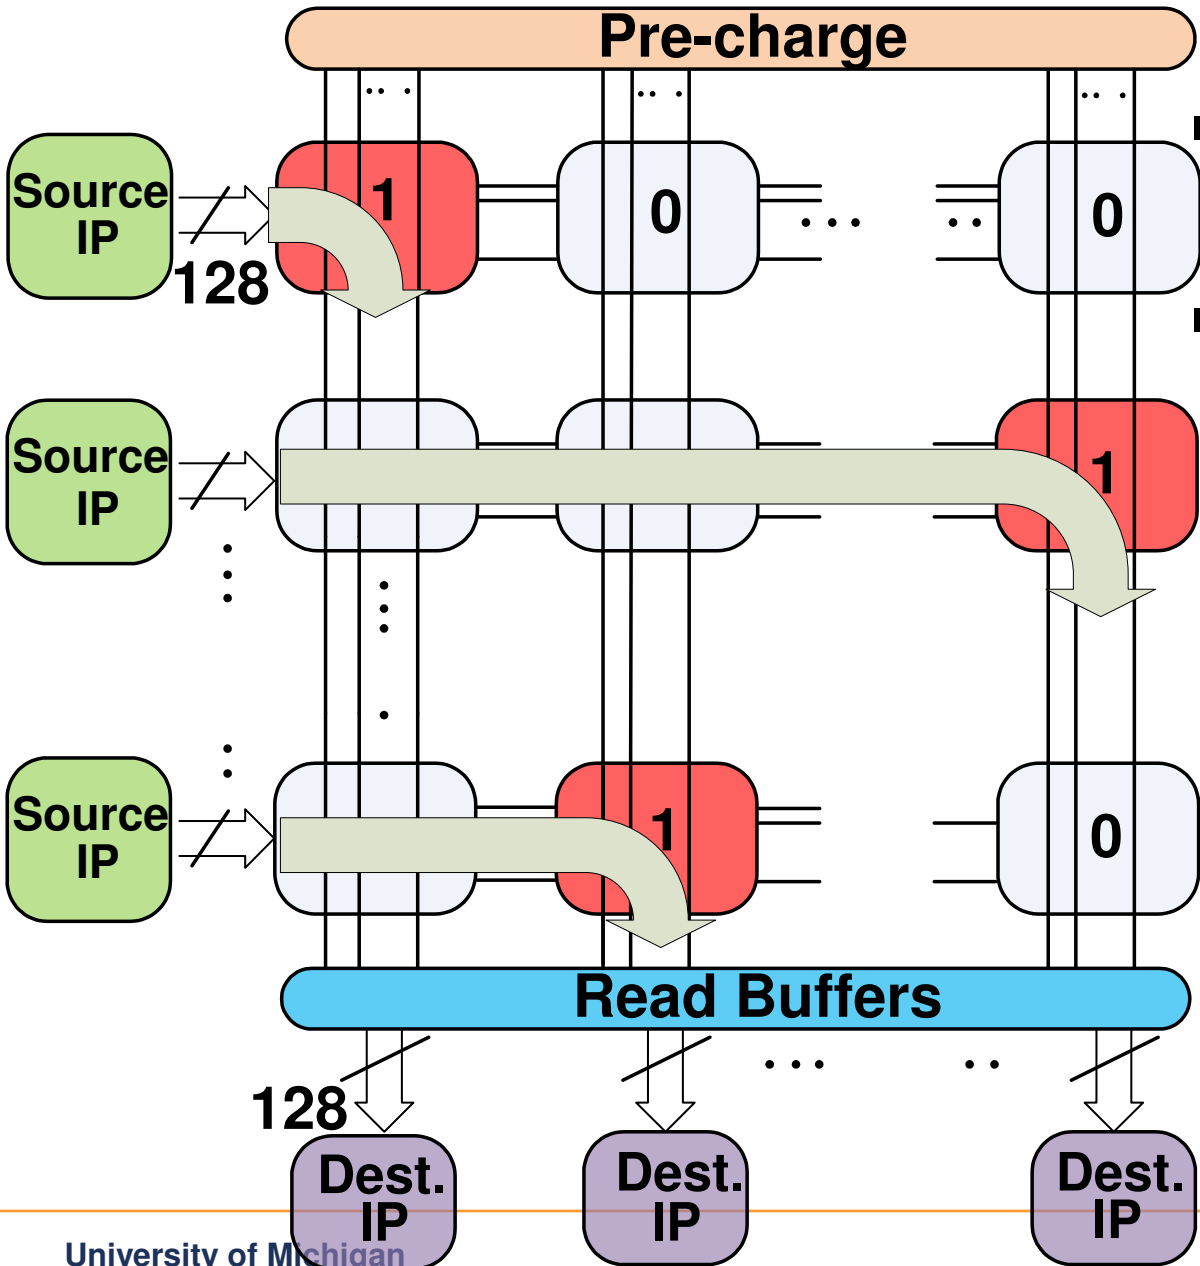 Pre-charge
Source
IP
128
1
0
0
Source
IP
1
Source
IP
1
0
Read Buffers
128
Dest.
IP
Dest.
IP
Dest.
IP
University of Michigan